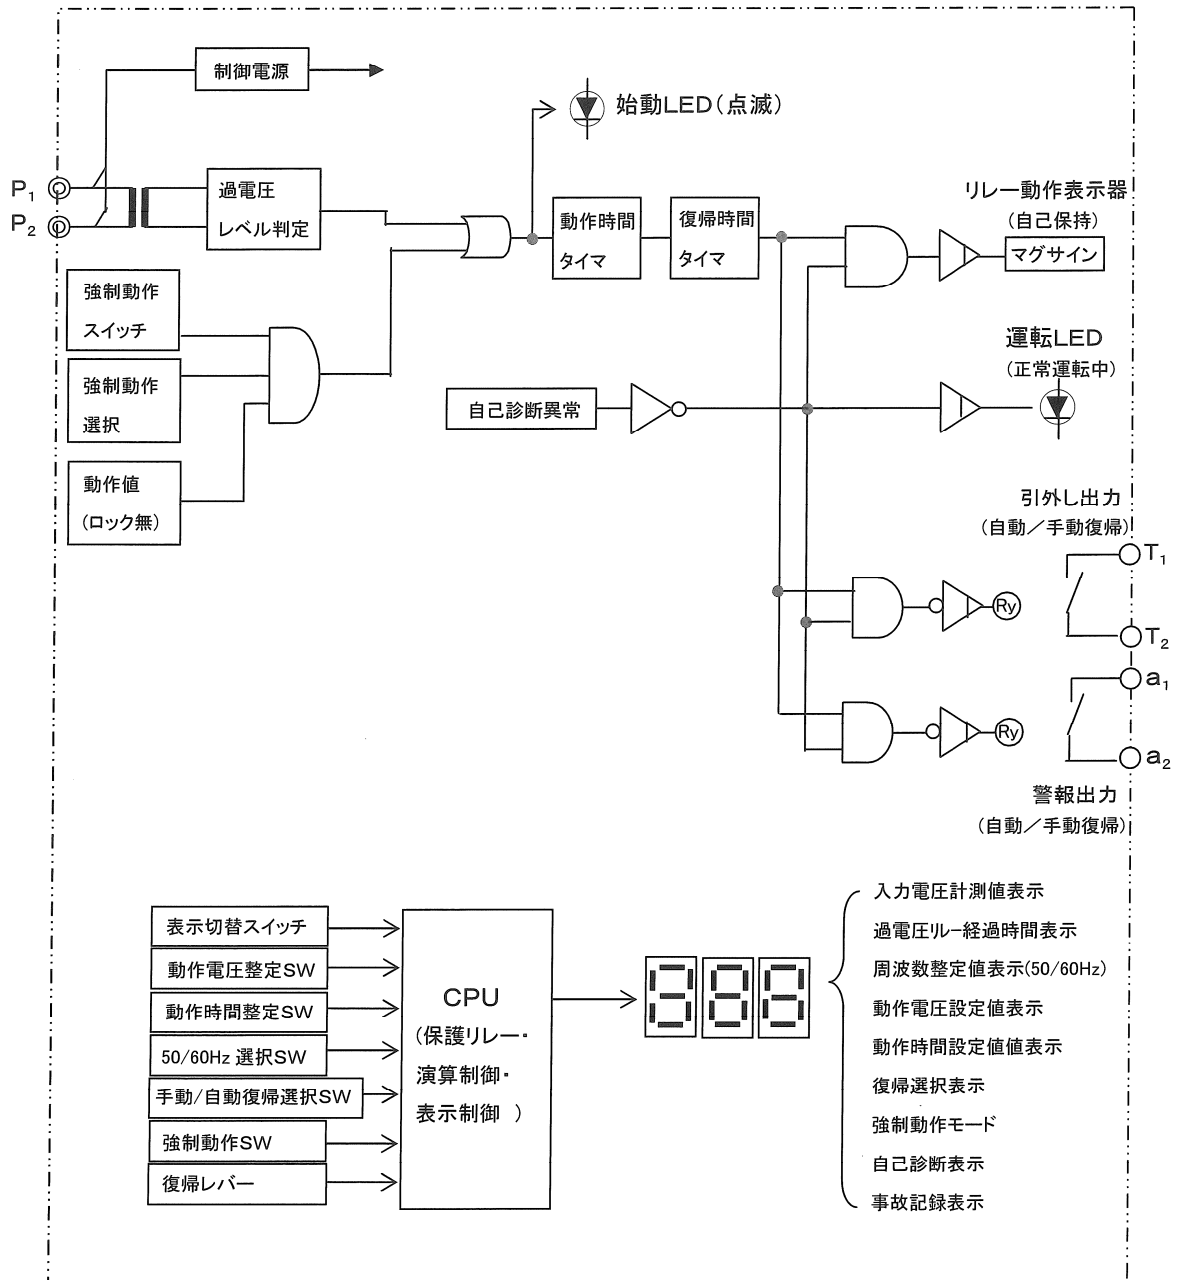 制御電源
始動LED(点滅)
P1
P2
過電圧
レベル判定
動作時間
タイマ
復帰時間
タイマ
リレー動作表示器
(自己保持)
マグサイン
強制動作
スイッチ
強制動作
選択
動作値
(ロック無)
自己診断異常
運転LED
(正常運転中)
引外し出力
(自動／手動復帰)
T1
Ry
T2
a1
Ry
a2
警報出力
(自動／手動復帰)
表示切替スイッチ
動作電圧整定SW
動作時間整定SW
50/60Hz 選択SW
手動/自動復帰選択SW
強制動作SW
復帰レバー
CPU
(保護リレー・
演算制御・
表示制御 )
入力電圧計測値表示
過電圧リレー経過時間表示
周波数整定値表示(50/60Hz)
動作電圧設定値表示
動作時間設定値値表示
復帰選択表示
強制動作モード
自己診断表示
事故記録表示